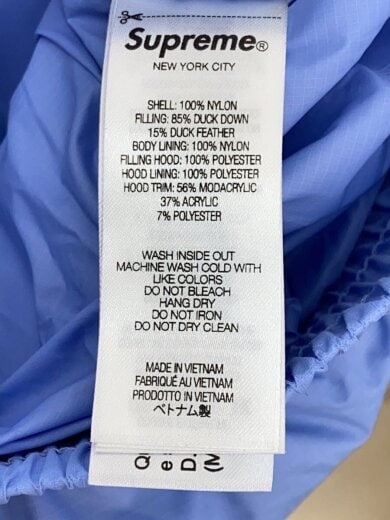 Supreme®
NEW YORK CITY
SHELL: 100% NYLON
FILLING: 85% DUCK DOWN
15% DUCK FEATHER
BODY LINING: 100% NYLON
FILLING HOOD: 100% POLYESTER
HOOD LINING: 100% POLYESTER
HOOD TRIM: 56% MODACRYLIC
37% ACRYLIC
7% POLYESTER
WASH INSIDE OUT
MACHINE WASH COLD WITH
LIKE COLORS
DO NOT BLEACH
HANG DRY
DO NOT IRON
DO NOT DRY CLEAN
MADE IN VIETNAM
FABRIQUÉ AU VIETNAM
PRODOTTO IN VIETNAM
ベトナム製